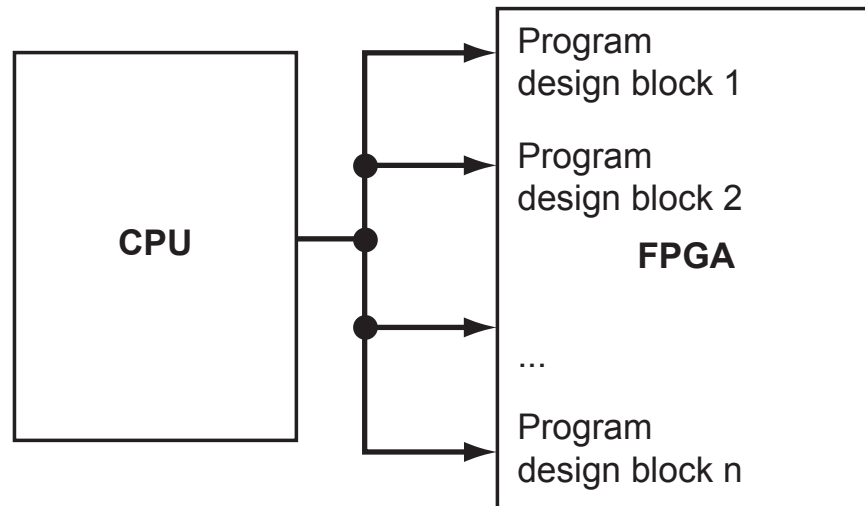 CPU
Program
design block 1
Program
design block 2
FPGA
...
Program
design block n